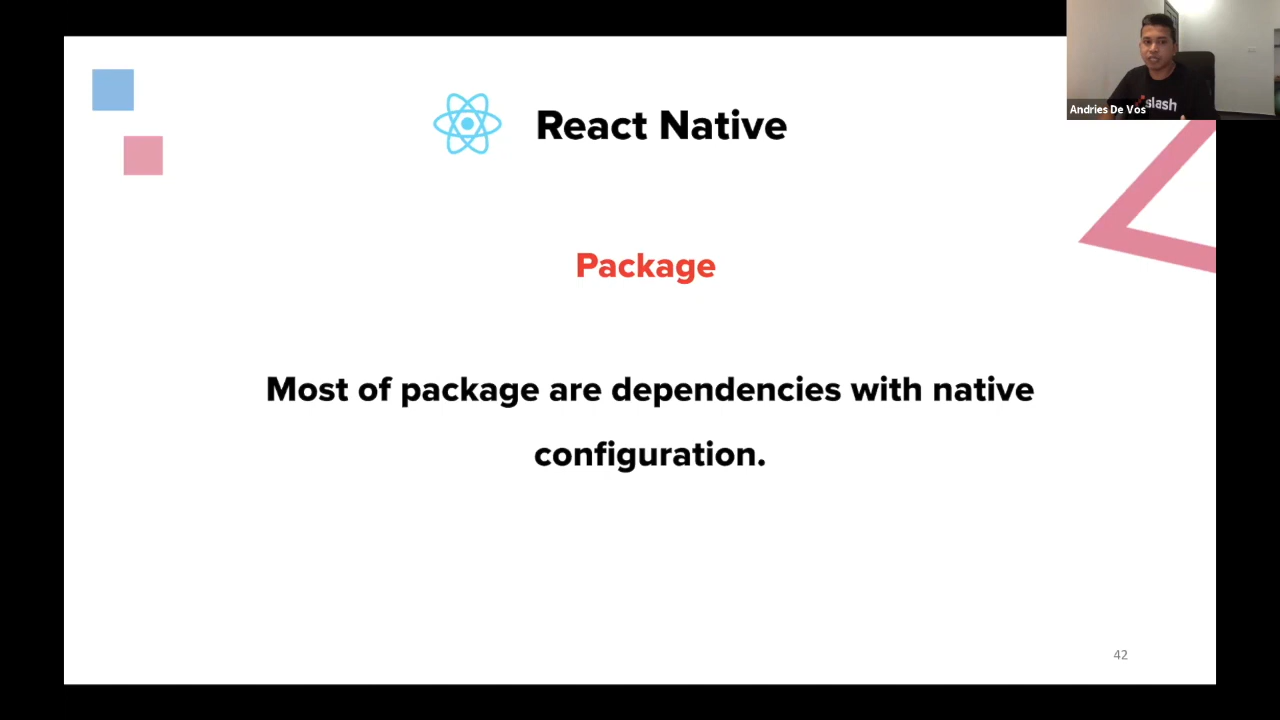 React Native
slash
Andries De Vos
Package
Most of package are dependencies with native
configuration.
42